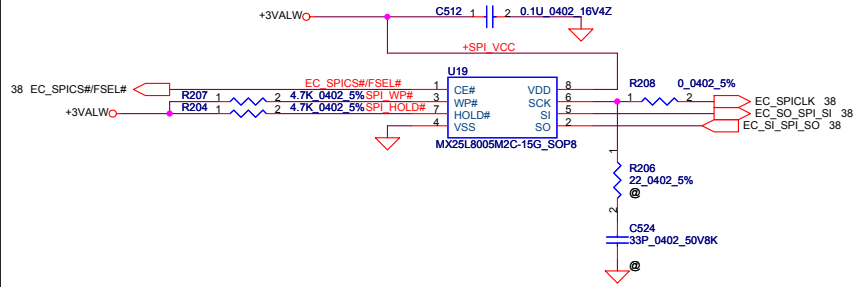 +3VALW C512 1 2 0.1U_0402_16V4Z
+SPI_VCC
U19
38 EC_SPICS#/FSEL# EC_SPICS#/FSEL# 1 CE# VDD 8 R208 0_0402_5%
R207 1 2 4.7K_0402_5% SPI_WP# 3 WP# SCK 6 1 2 EC_SPICLK 38
+3VALW R204 1 2 4.7K_0402_5% SPI_HOLD# 7 HOLD# SI 5 EC_SO_SPI_SI 38
4 VSS SO 2 EC_SI_SPI_SO 38
MX25L8005M2C-15G_SOP8
1
R206
22_0402_5%
@
2
C524
33P_0402_50V8K
@